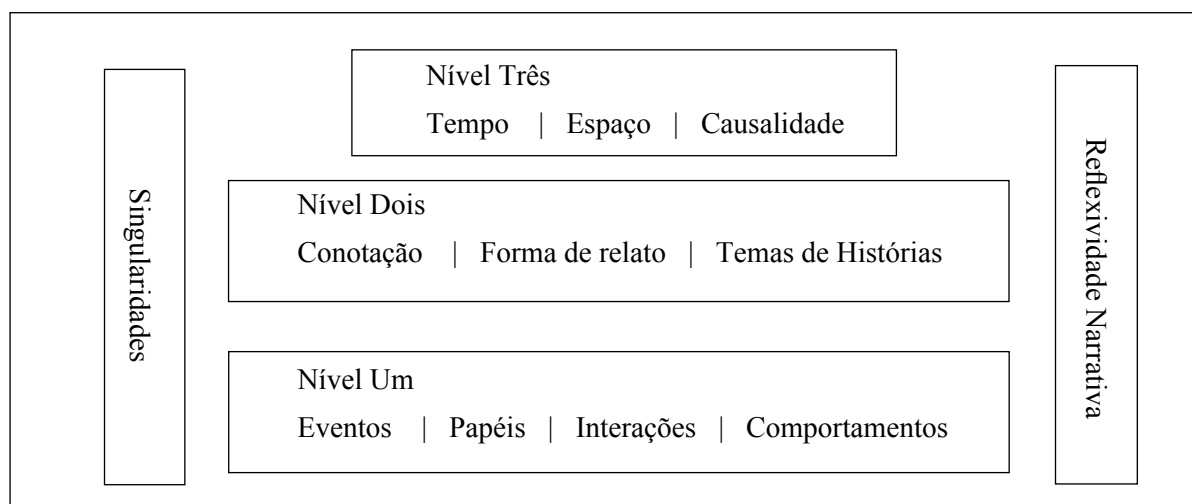 Singularidades
Nível Três
Tempo | Espaço | Causalidade
Nível Dois
Conotação | Forma de relato | Temas de Histórias
Nível Um
Eventos | Papéis | Interações | Comportamentos
Reflexividade Narrativa